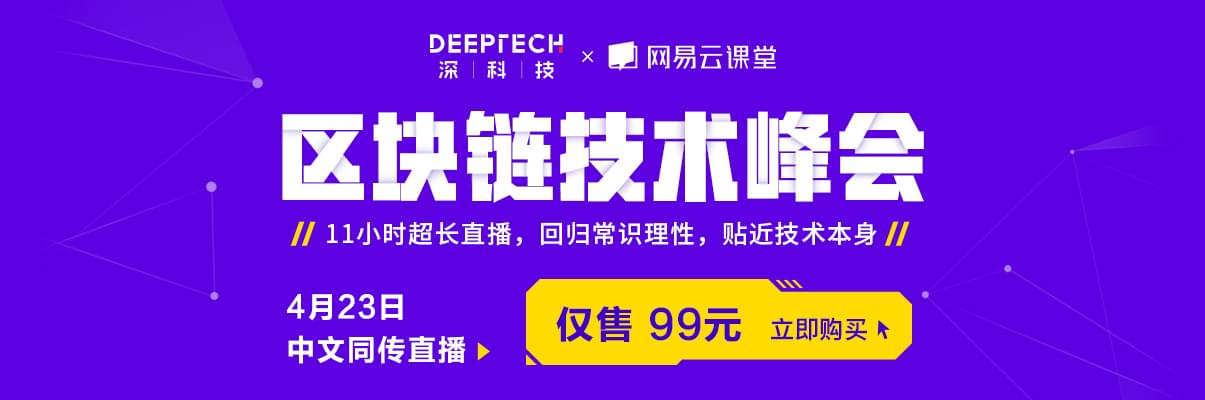 DEEPTECH
深|科|技
×
网易云课堂
区块链技术峰会
// 11小时超长直播，回归常识理性，贴近技术本身 //
4月23日
中文同传直播
仅售 99元 立即购买